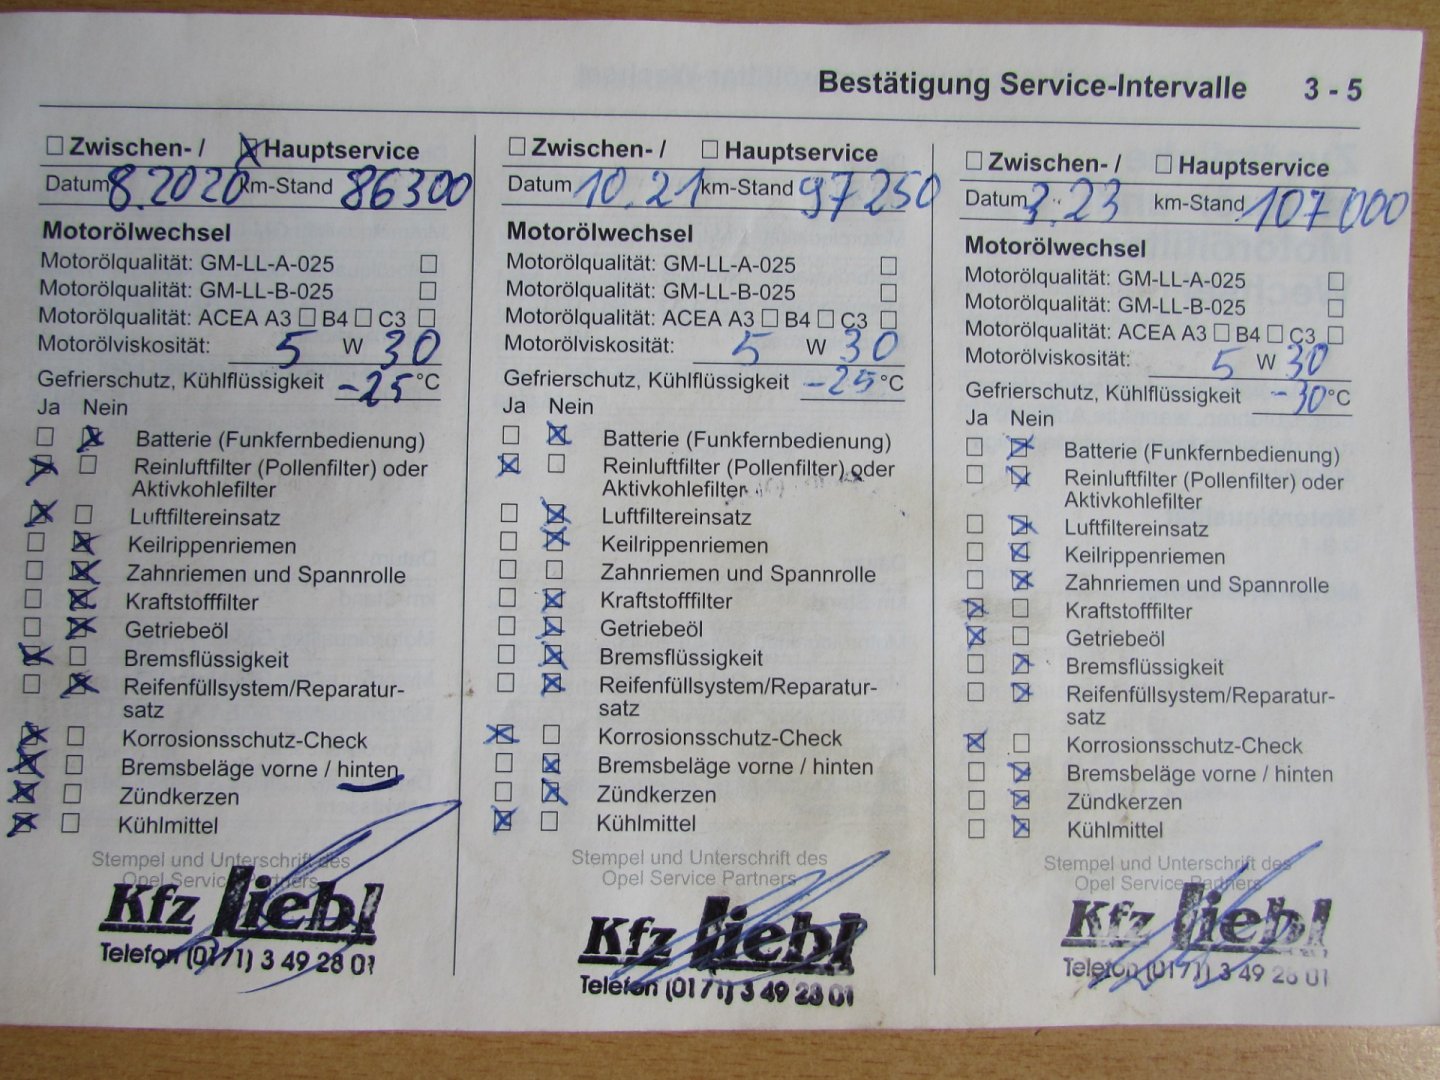 Bestätigung Service-Intervalle 3 - 5
☐ Zwischen- / ☒ Hauptservice
Datum 8.2020 km-Stand 86300
Motorölwechsel
Motorölqualität: GM-LL-A-025 ☐
Motorölqualität: GM-LL-B-025 ☐
Motorölqualität: ACEA A3 ☐ B4 ☐ C3 ☐
Motorölviskosität: 5 W 30
Gefrierschutz, Kühlflüssigkeit -25 °C
Ja Nein
☐ ☒ Batterie (Funkfernbedienung)
☒ ☐ Reinluftfilter (Pollenfilter) oder
Aktivkohlefilter
☒ ☐ Luftfiltereinsatz
☐ ☒ Keilrippenriemen
☐ ☒ Zahnriemen und Spannrolle
☐ ☒ Kraftstofffilter
☐ ☒ Getriebeöl
☒ ☐ Bremsflüssigkeit
☐ ☒ Reifenfüllsystem/Reparatur-
satz
☒ ☐ Korrosionsschutz-Check
☒ ☐ Bremsbeläge vorne / hinten
☒ ☐ Zündkerzen
☒ ☐ Kühlmittel
Stempel und Unterschrift des
Opel Service Partners
Kfz Liebl
Telefon (0171) 3 49 28 01
☐ Zwischen- / ☐ Hauptservice
Datum 10.21 km-Stand 97250
Motorölwechsel
Motorölqualität: GM-LL-A-025 ☐
Motorölqualität: GM-LL-B-025 ☐
Motorölqualität: ACEA A3 ☐ B4 ☐ C3 ☐
Motorölviskosität: 5 W 30
Gefrierschutz, Kühlflüssigkeit -25 °C
Ja Nein
☐ ☒ Batterie (Funkfernbedienung)
☒ ☐ Reinluftfilter (Pollenfilter) oder
Aktivkohlefilter
☐ ☒ Luftfiltereinsatz
☐ ☒ Keilrippenriemen
☐ ☐ Zahnriemen und Spannrolle
☐ ☒ Kraftstofffilter
☐ ☒ Getriebeöl
☐ ☒ Bremsflüssigkeit
☐ ☒ Reifenfüllsystem/Reparatur-
satz
☒ ☐ Korrosionsschutz-Check
☐ ☒ Bremsbeläge vorne / hinten
☐ ☒ Zündkerzen
☒ ☐ Kühlmittel
Stempel und Unterschrift des
Opel Service Partners
Kfz Liebl
Telefon (0171) 3 49 28 01
☐ Zwischen- / ☐ Hauptservice
Datum 3.23 km-Stand 107000
Motorölwechsel
Motorölqualität: GM-LL-A-025 ☐
Motorölqualität: GM-LL-B-025 ☐
Motorölqualität: ACEA A3 ☐ B4 ☐ C3 ☐
Motorölviskosität: 5 W 30
Gefrierschutz, Kühlflüssigkeit -30 °C
Ja Nein
☐ ☒ Batterie (Funkfernbedienung)
☐ ☒ Reinluftfilter (Pollenfilter) oder
Aktivkohlefilter
☐ ☒ Luftfiltereinsatz
☐ ☒ Keilrippenriemen
☐ ☒ Zahnriemen und Spannrolle
☒ ☐ Kraftstofffilter
☒ ☐ Getriebeöl
☐ ☒ Bremsflüssigkeit
☐ ☒ Reifenfüllsystem/Reparatur-
satz
☒ ☐ Korrosionsschutz-Check
☐ ☒ Bremsbeläge vorne / hinten
☐ ☒ Zündkerzen
☐ ☒ Kühlmittel
Stempel und Unterschrift des
Opel Service Partners
Kfz Liebl
Telefon (0171) 3 49 28 01